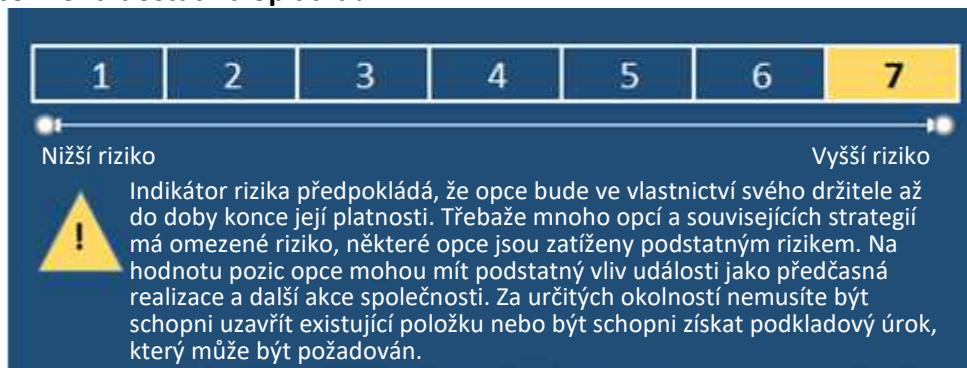 1 2 3 4 5 6 7
Nižší riziko Vyšší riziko
Indikátor rizika předpokládá, že opce bude ve vlastnictví svého držitele až
do doby konce její platnosti. Třebaže mnoho opcí a souvisejících strategií
má omezené riziko, některé opce jsou zatíženy podstatným rizikem. Na
hodnotu pozic opce mohou mít podstatný vliv události jako předčasná
realizace a další akce společnosti. Za určitých okolností nemusíte být
schopni uzavřít existující položku nebo být schopni získat podkladový úrok,
který může být požadován.